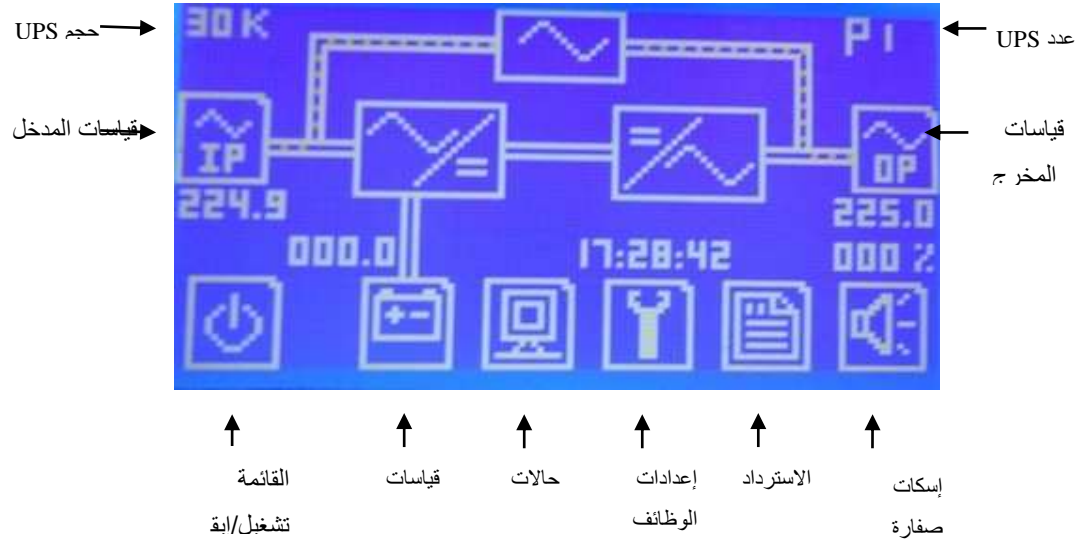 حجم UPS
30K
P1
عدد UPS
قياسات المدخل
IP
OP
قياسات
المخرج
224.9
225.0
000.0
17:28:42
000 %
القائمة
تشغيل/ايق
قياسات
حالات
إعدادات
الوظائف
الاسترداد
إسكات
صفارة